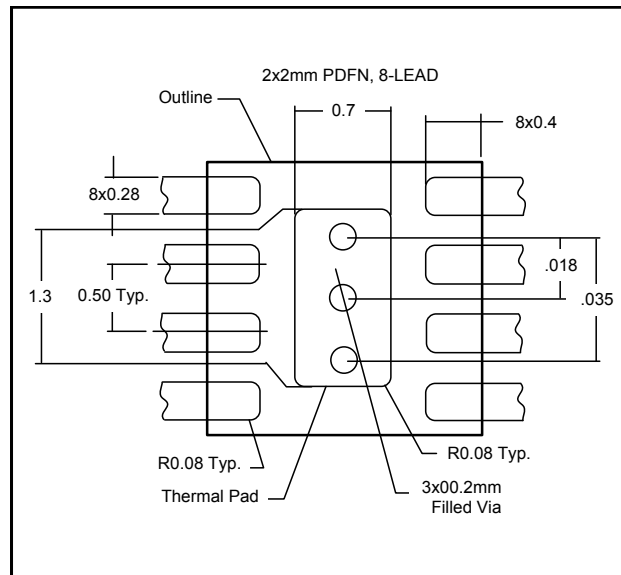 2x2mm PDFN, 8-LEAD
Outline
0.7
8x0.4
8x0.28
.018
1.3
0.50 Typ.
.035
R0.08 Typ.
R0.08 Typ.
Thermal Pad
3x00.2mm
Filled Via